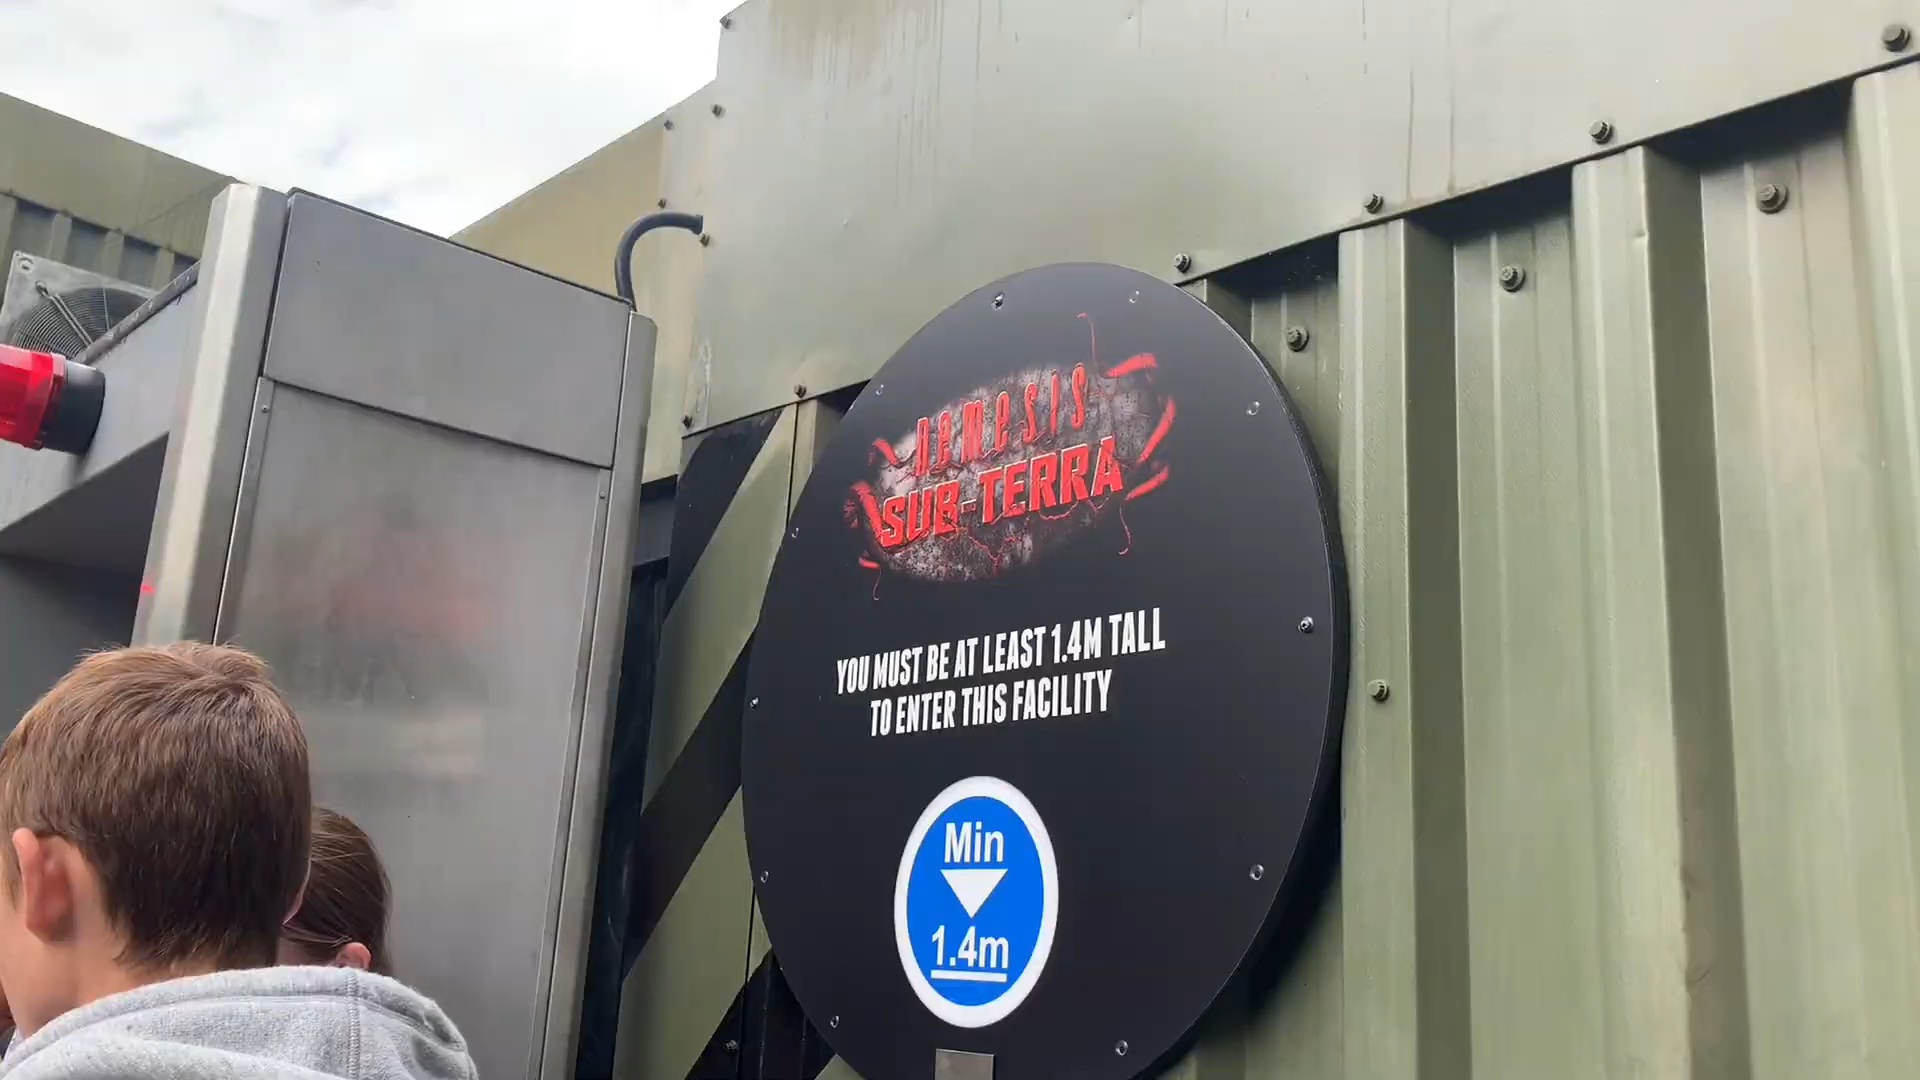 nemesis
SUB-TERRA
YOU MUST BE AT LEAST 1.4M TALL
TO ENTER THIS FACILITY
Min
1.4m